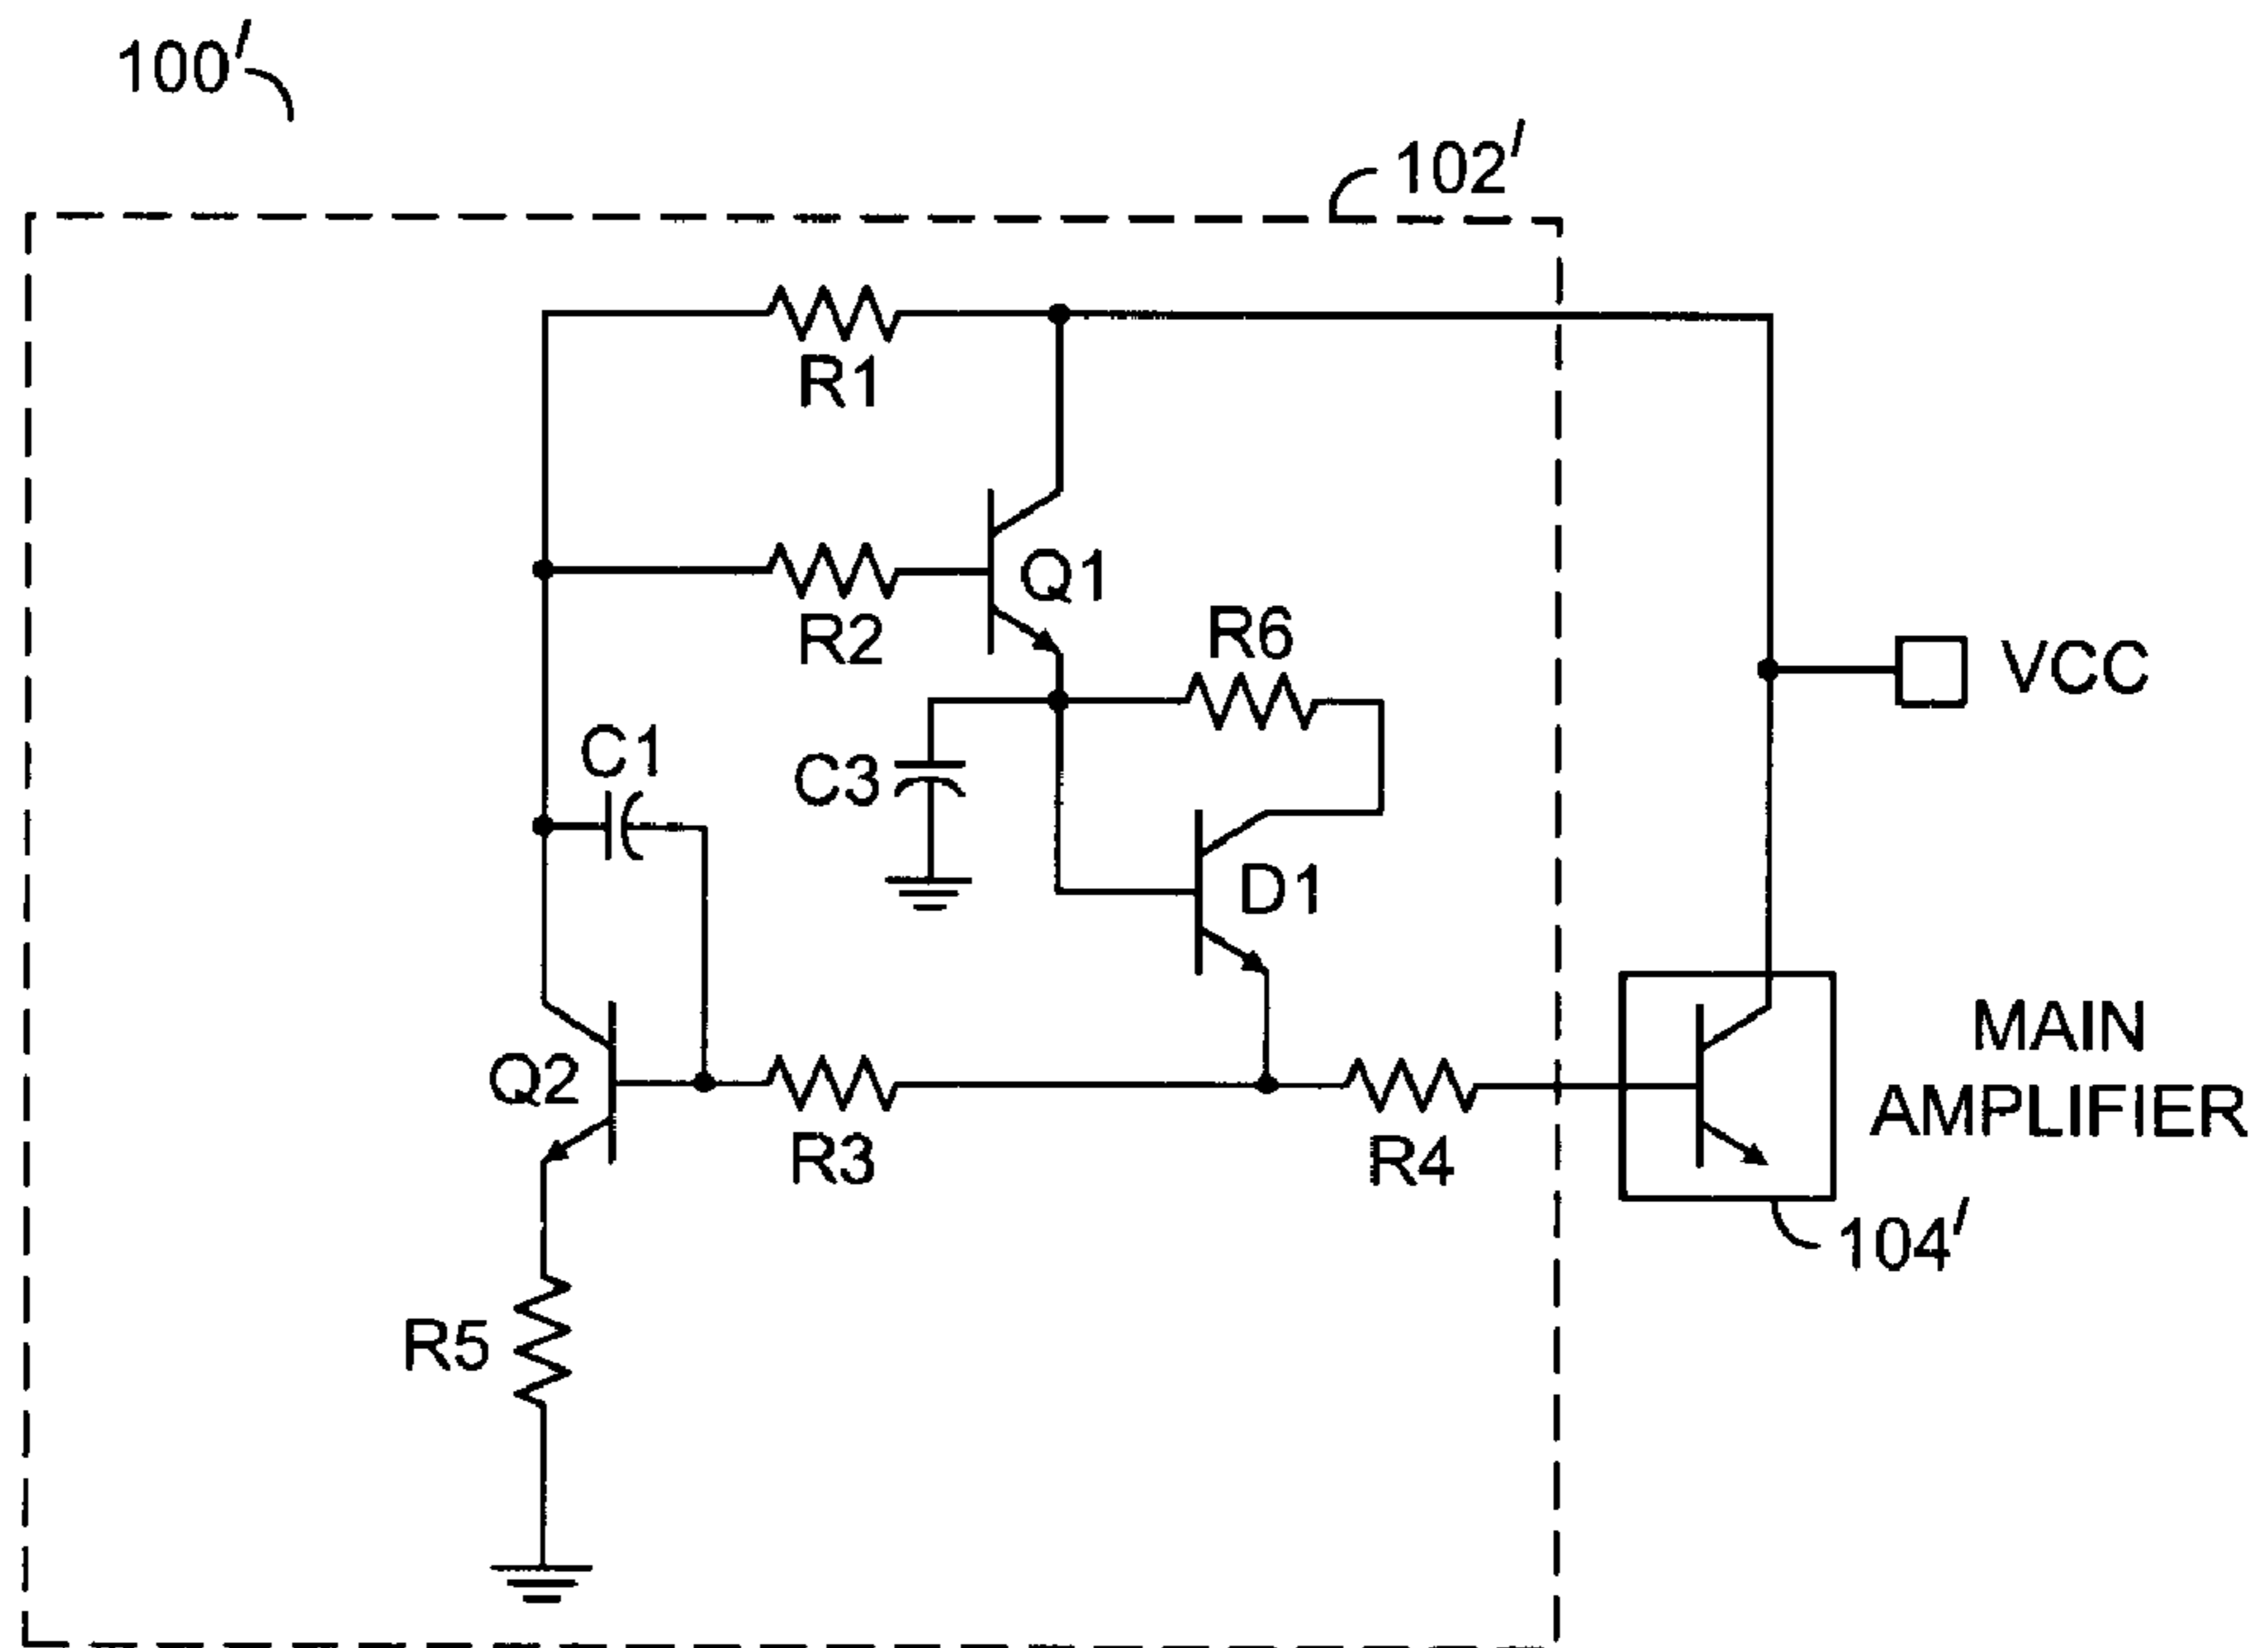 100'
102'
R1
Q1
R2
R6
VCC
C1
C3
D1
Q2
R3
R4
MAIN
AMPLIFIER
104'
R5